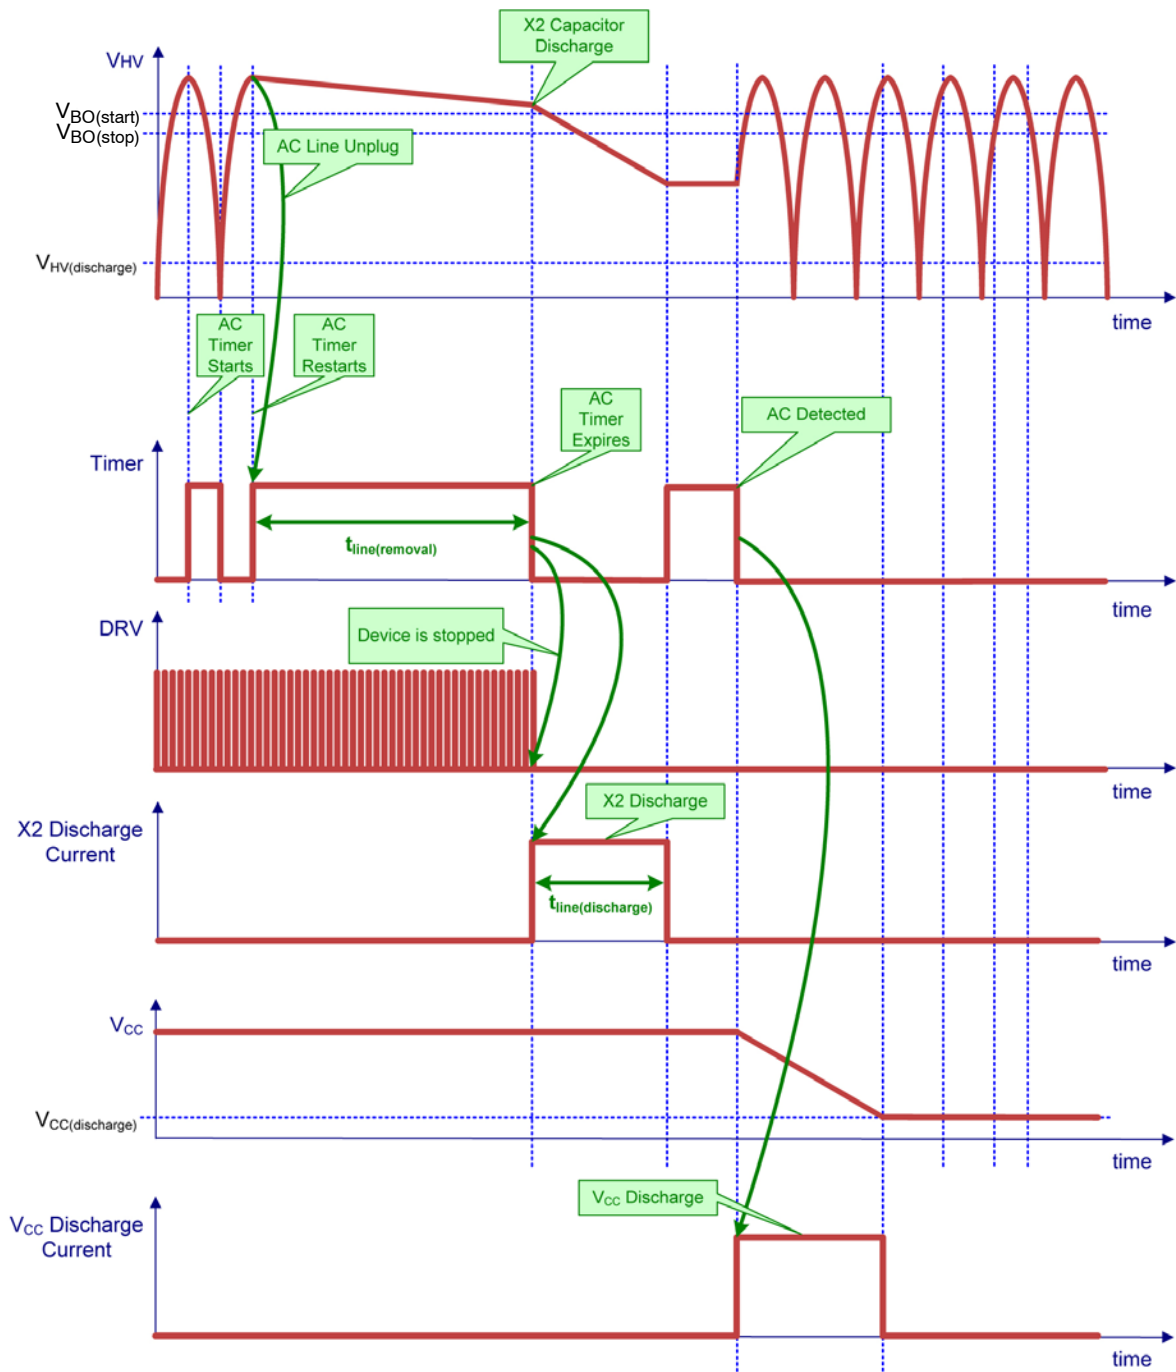 X2 Capacitor
Discharge
VHV
VBO(start)
VBO(stop)
AC Line Unplug
VHV(discharge)
time
AC
Timer
Starts
AC
Timer
Restarts
AC
Timer
Expires
AC Detected
Timer
tline(removal)
time
DRV
Device is stopped
time
X2 Discharge
X2 Discharge
Current
tline(discharge)
time
VCC
VCC(discharge)
time
VCC Discharge
VCC Discharge
Current
time